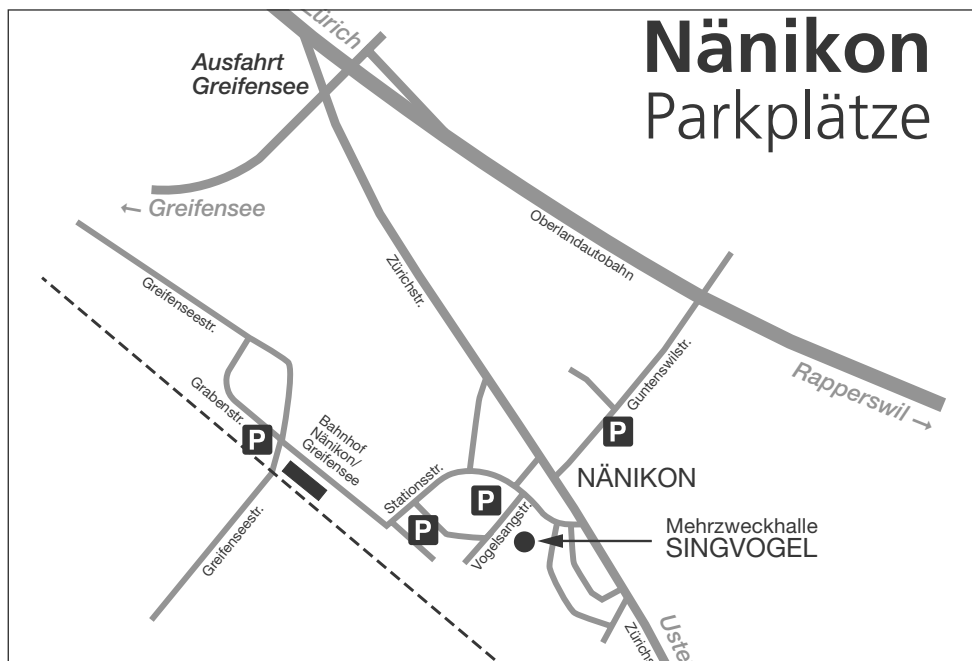 Zürich
Nänikon
Parkplätze
Ausfahrt
Greifensee
← Greifensee
Oberlandautobahn
Zürichstr.
Greifenseestr.
Guntenswilstr.
Rapperswil →
Grabenstr.
P
Bahnhof
Nänikon/
Greifensee
P
NÄNIKON
Stationsstr.
P
P
Vogelsangstr.
Mehrzweckhalle
SINGVOGEL
Greifenseestr.